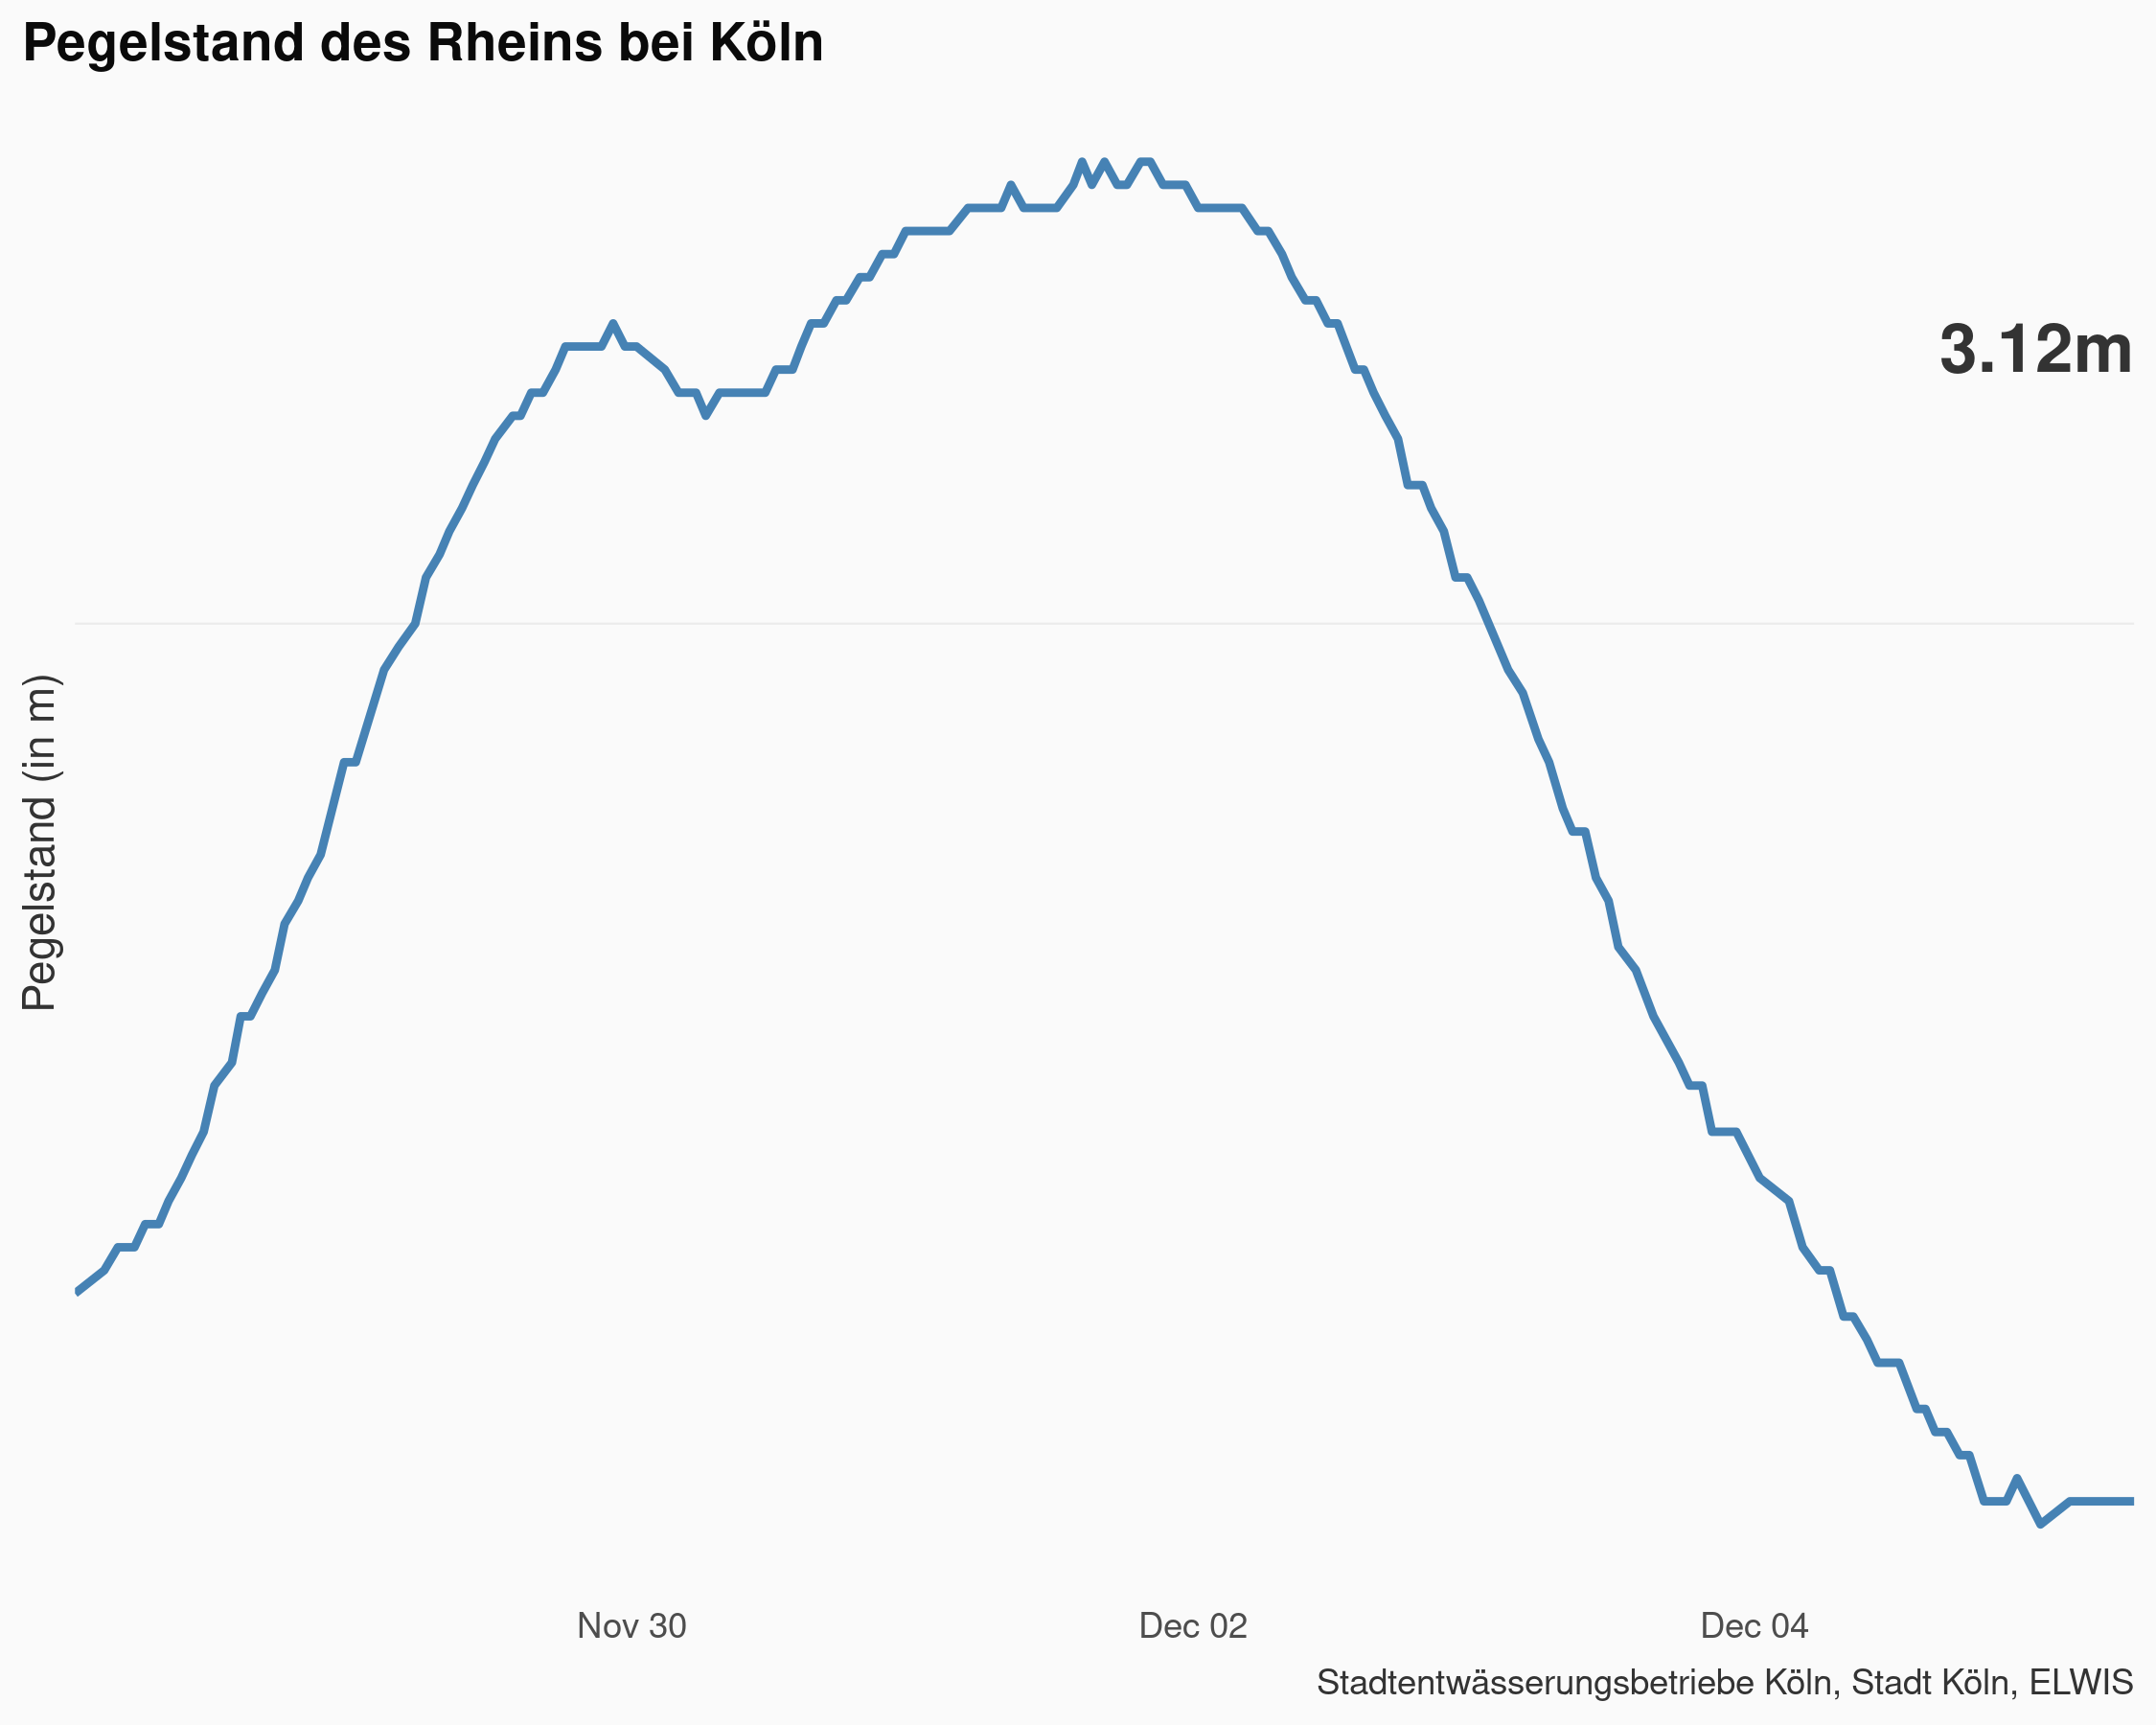 Pegelstand des Rheins bei Köln
3.12m
Pegelstand (in m)
Nov 30
Dec 02
Dec 04
Stadtentwässerungsbetriebe Köln, Stadt Köln, ELWIS